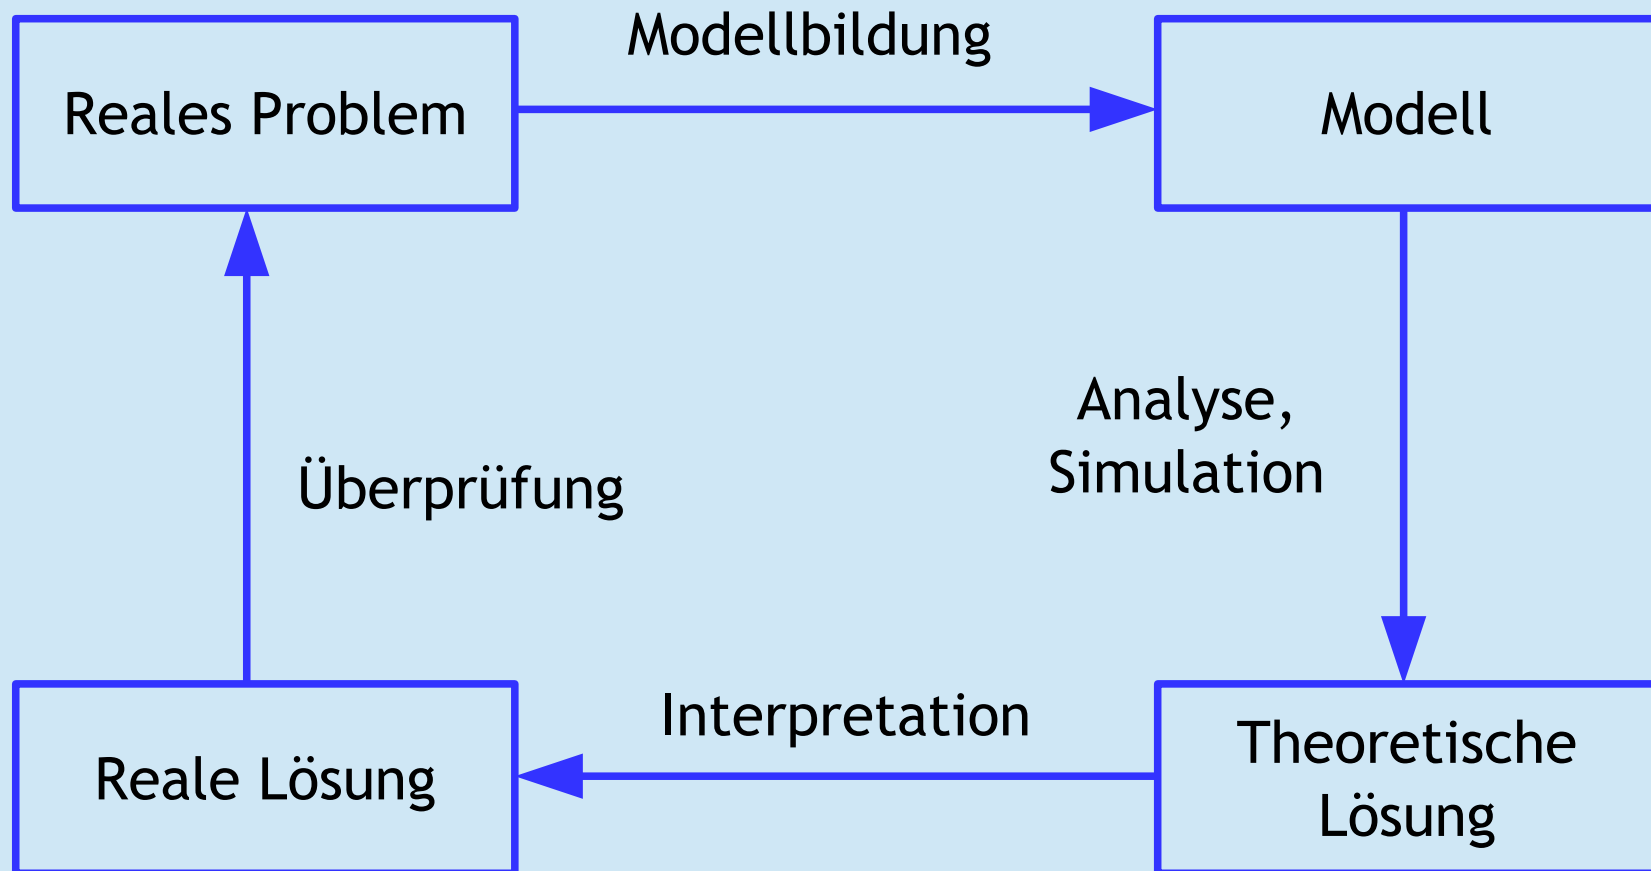 Modellbildung
Reales Problem
Modell
Analyse,
Simulation
Überprüfung
Interpretation
Theoretische
Lösung
Reale Lösung